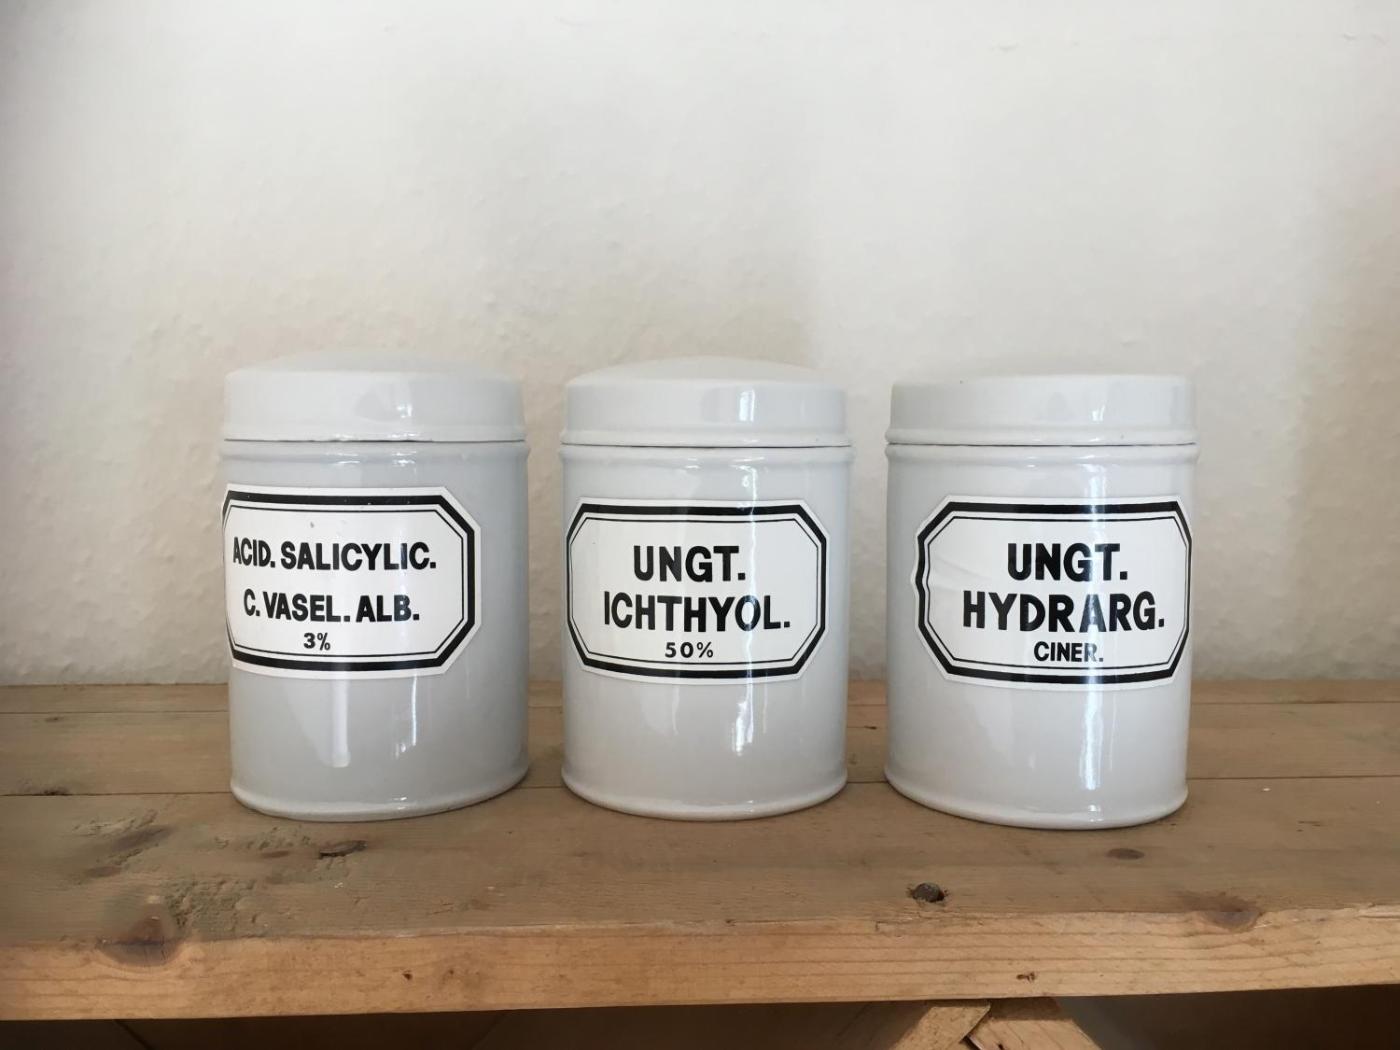 ACID. SALICYLIC.
C. VASEL. ALB.
3%
UNGT.
ICHTHYOL.
50%
UNGT.
HYDRARG.
CINER.